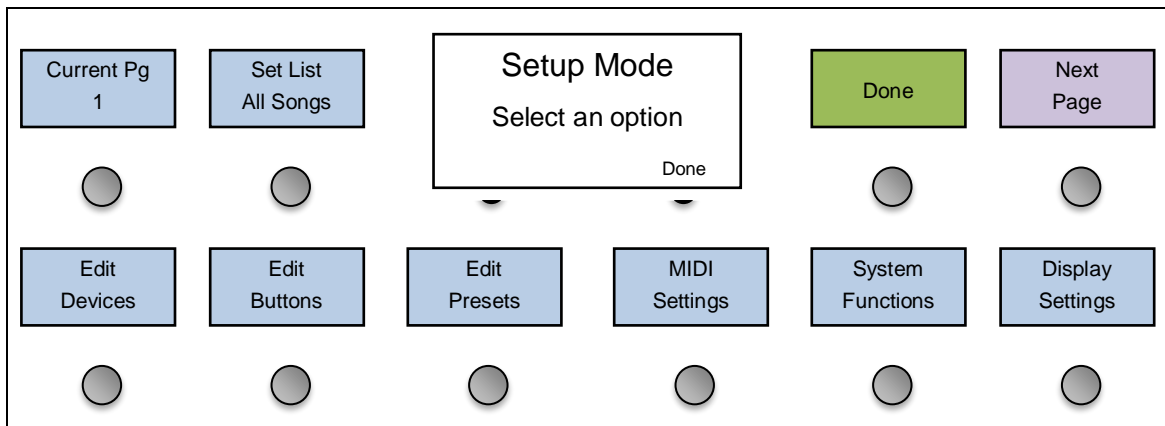 Current Pg
1
Set List
All Songs
Setup Mode
Select an option
Done
Done
Next
Page
Edit
Devices
Edit
Buttons
Edit
Presets
MIDI
Settings
System
Functions
Display
Settings